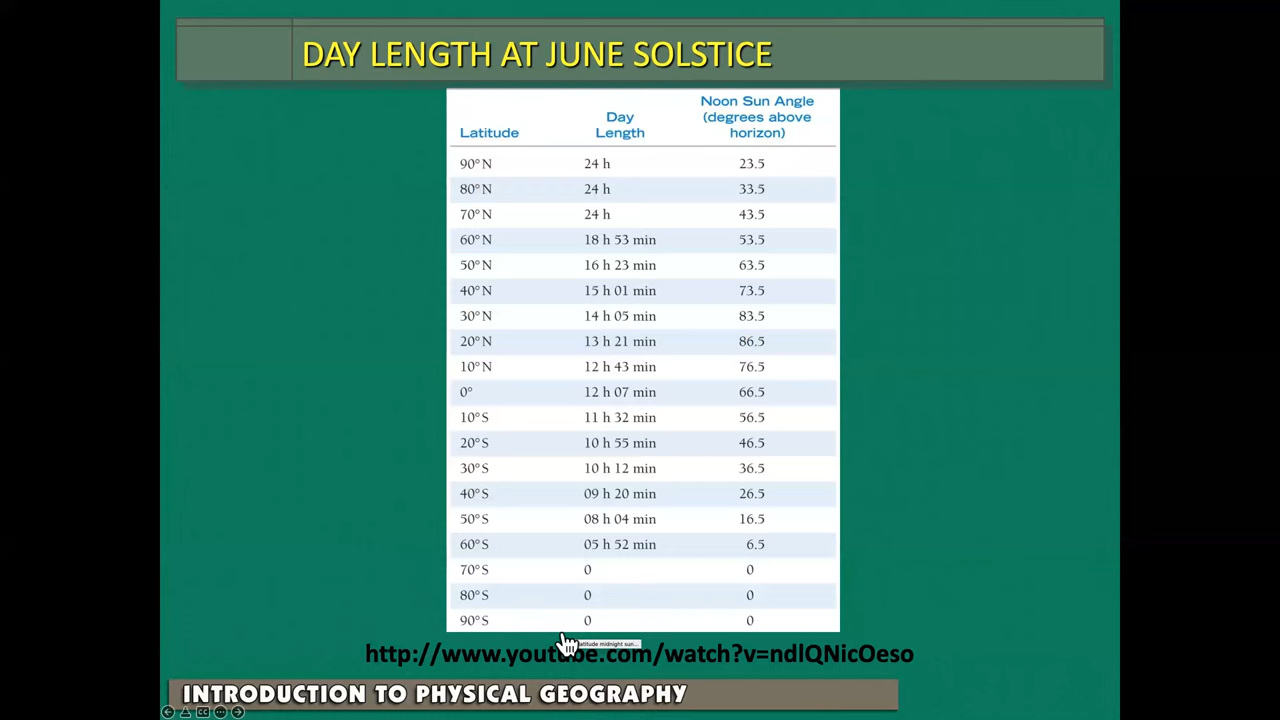 DAY LENGTH AT JUNE SOLSTICE
Latitude Day Length Noon Sun Angle (degrees above horizon)
90° N 24 h 23.5
80° N 24 h 33.5
70° N 24 h 43.5
60° N 18 h 53 min 53.5
50° N 16 h 23 min 63.5
40° N 15 h 01 min 73.5
30° N 14 h 05 min 83.5
20° N 13 h 21 min 86.5
10° N 12 h 43 min 76.5
0° 12 h 07 min 66.5
10° S 11 h 32 min 56.5
20° S 10 h 55 min 46.5
30° S 10 h 12 min 36.5
40° S 09 h 20 min 26.5
50° S 08 h 04 min 16.5
60° S 05 h 52 min 6.5
70° S 0 0
80° S 0 0
90° S 0 0
latitude midnight sun...
http://www.youtube.com/watch?v=ndlQNicOeso
INTRODUCTION TO PHYSICAL GEOGRAPHY
CC